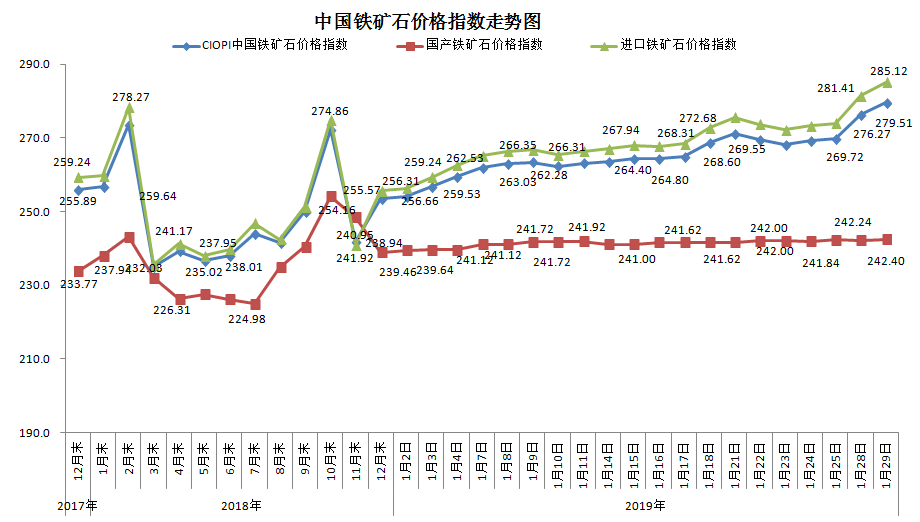 中国铁矿石价格指数走势图
CIOPI中国铁矿石价格指数 国产铁矿石价格指数 进口铁矿石价格指数
290.0
270.0
250.0
230.0
210.0
190.0
259.24 278.27 259.64 241.17 237.95 274.86 255.57 256.31 259.24 262.53 266.35 266.31 267.94 268.31 272.68 281.41 285.12
255.89 237.94 232.03 235.02 238.01 240.95 256.66 259.53 263.03 262.28 264.40 264.80 268.60 269.55 269.72 276.27 279.51
233.77 226.31 224.98 254.16 241.92 238.94 239.46 239.64 241.12 241.12 241.72 241.72 241.92 241.00 241.62 241.62 242.00 242.00 241.84 242.24 242.40
12月末 1月末 2月末 3月末 4月末 5月末 6月末 7月末 8月末 9月末 10月末 11月末 12月末 1月2日 1月3日 1月4日 1月7日 1月8日 1月9日 1月10日 1月11日 1月14日 1月15日 1月16日 1月17日 1月18日 1月21日 1月22日 1月23日 1月24日 1月25日 1月28日 1月29日
2017年 2018年 2019年